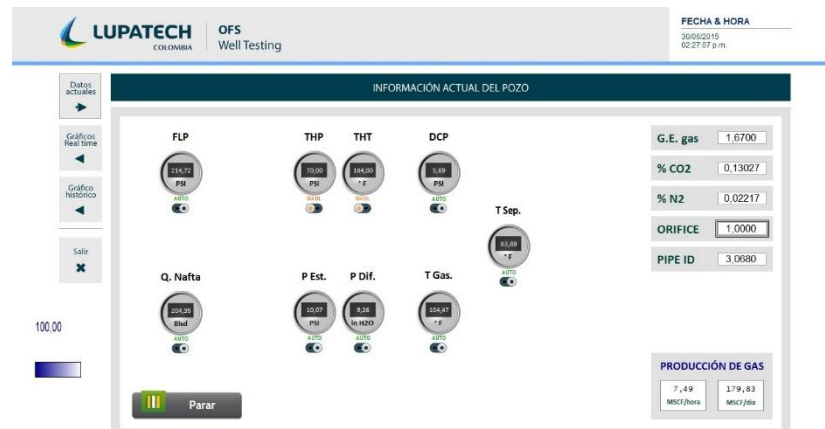 LUPATECH
COLOMBIA
OFS
Well Testing
FECHA & HORA
30/06/2015
02:27:07 p.m.
Datos
actuales
INFORMACIÓN ACTUAL DEL POZO
Gráficos
Real time
Gráfico
histórico
Salir
FLP
THP
THT
DCP
214,72
PSI
AUTO
70,00
PSI
MANL
184,00
° F
MANL
5,69
PSI
AUTO
T Sep.
83,88
° F
AUTO
Q. Nafta
P Est.
P Dif.
T Gas.
204,35
Blsd
AUTO
10,07
PSI
AUTO
9,26
in H2O
AUTO
104,47
° F
AUTO
G.E. gas 1,6700
% CO2 0,13027
% N2 0,02217
ORIFICE 1,0000
PIPE ID 3,0680
100,00
Parar
PRODUCCIÓN DE GAS
7,49 179,83
MSCF/hora MSCF/dia